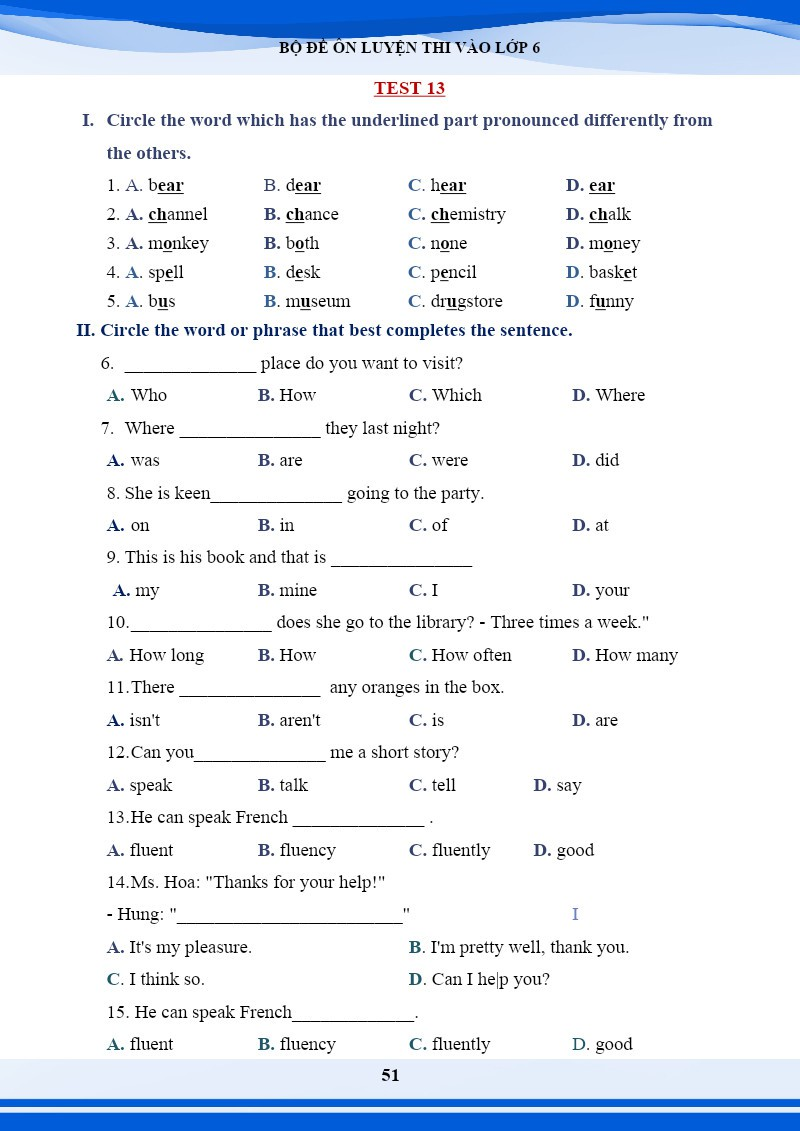 BỘ ĐỀ ÔN LUYỆN THI VÀO LỚP 6
TEST 13
I. Circle the word which has the underlined part pronounced differently from
the others.
1. A. bear B. dear C. hear D. ear
2. A. channel B. chance C. chemistry D. chalk
3. A. monkey B. both C. none D. money
4. A. spell B. desk C. pencil D. basket
5. A. bus B. museum C. drugstore D. funny
II. Circle the word or phrase that best completes the sentence.
6. ______________ place do you want to visit?
A. Who B. How C. Which D. Where
7. Where _______________ they last night?
A. was B. are C. were D. did
8. She is keen______________ going to the party.
A. on B. in C. of D. at
9. This is his book and that is _______________
A. my B. mine C. I D. your
10._______________ does she go to the library? - Three times a week."
A. How long B. How C. How often D. How many
11.There _______________ any oranges in the box.
A. isn't B. aren't C. is D. are
12.Can you______________ me a short story?
A. speak B. talk C. tell D. say
13.He can speak French ______________ .
A. fluent B. fluency C. fluently D. good
14.Ms. Hoa: "Thanks for your help!"
- Hung: "________________________" I
A. It's my pleasure. B. I'm pretty well, thank you.
C. I think so. D. Can I help you?
15. He can speak French_____________.
A. fluent B. fluency C. fluently D. good
51